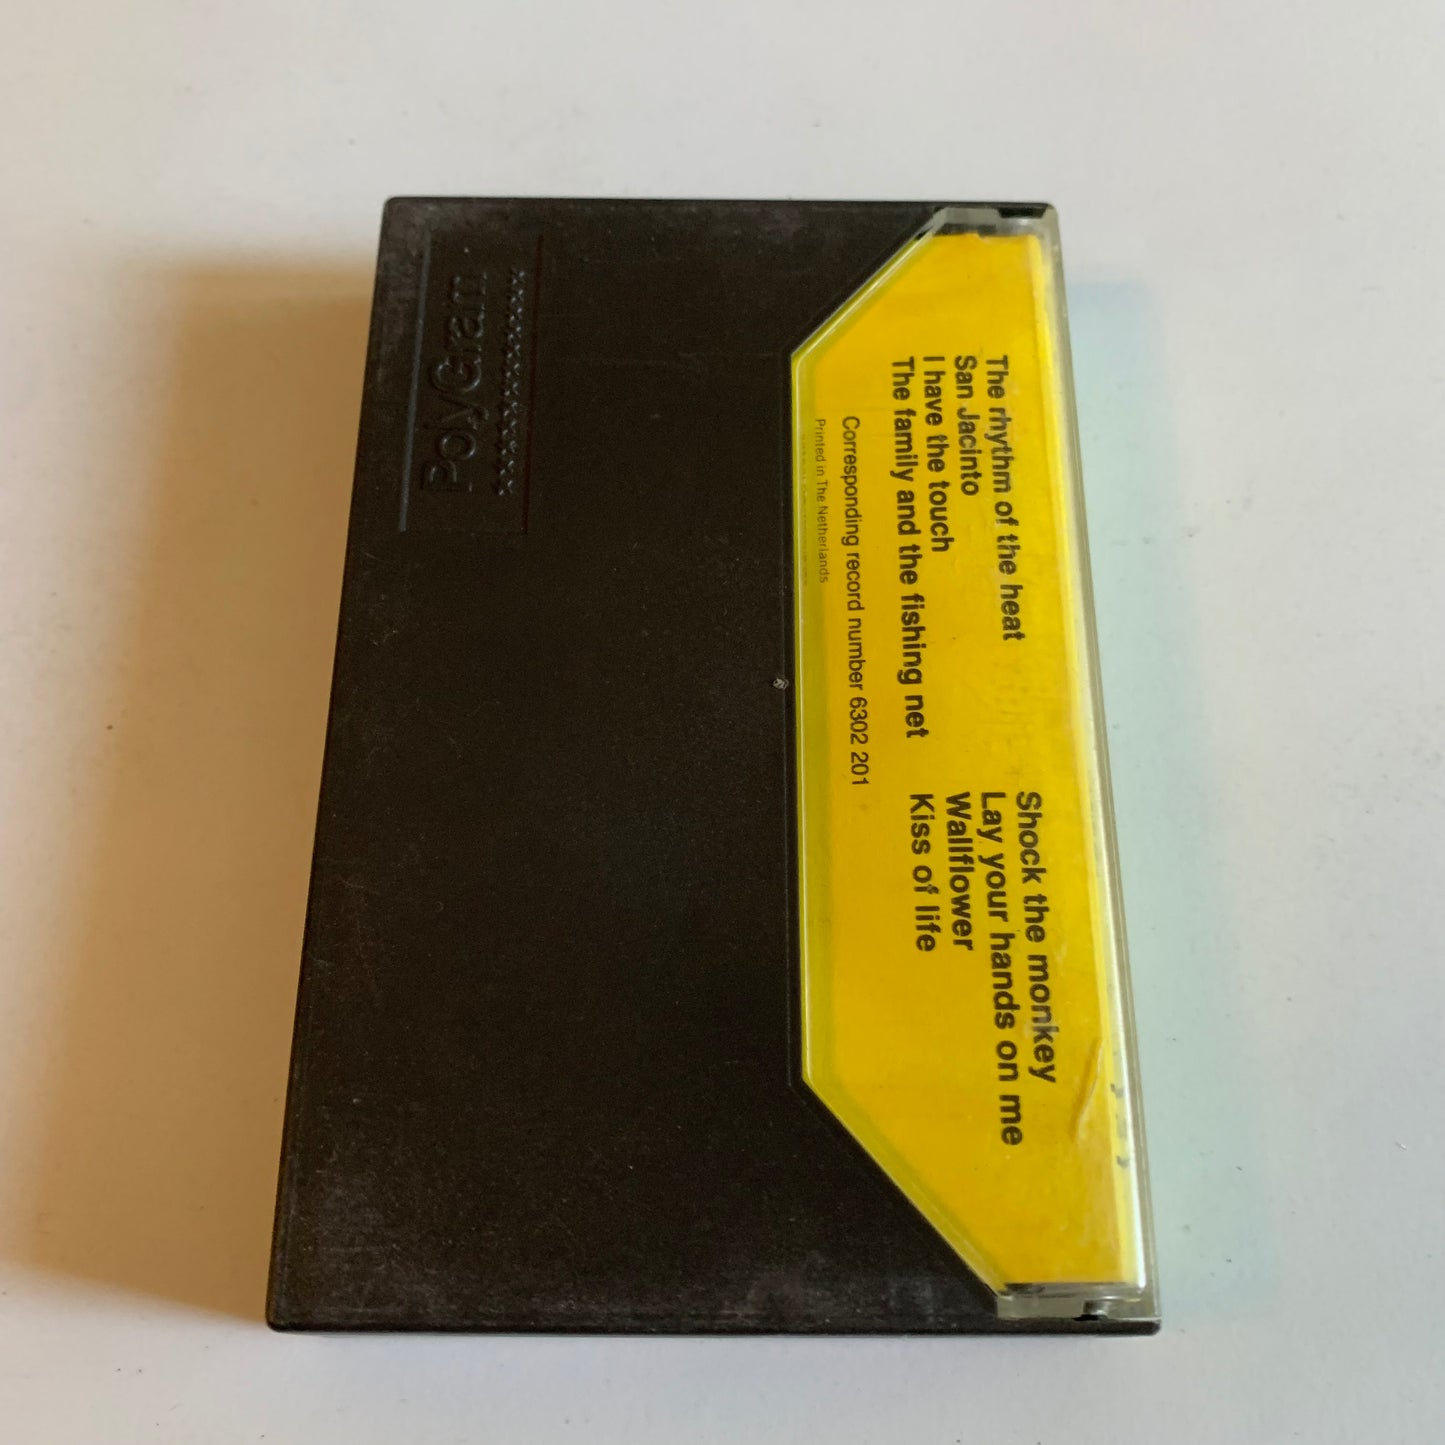 PolyGram
The rhythm of the heat
San Jacinto
I have the touch
The family and the fishing net
Shock the monkey
Lay your hands on me
Wallflower
Kiss of life
Corresponding record number 6302 201
Printed in The Netherlands